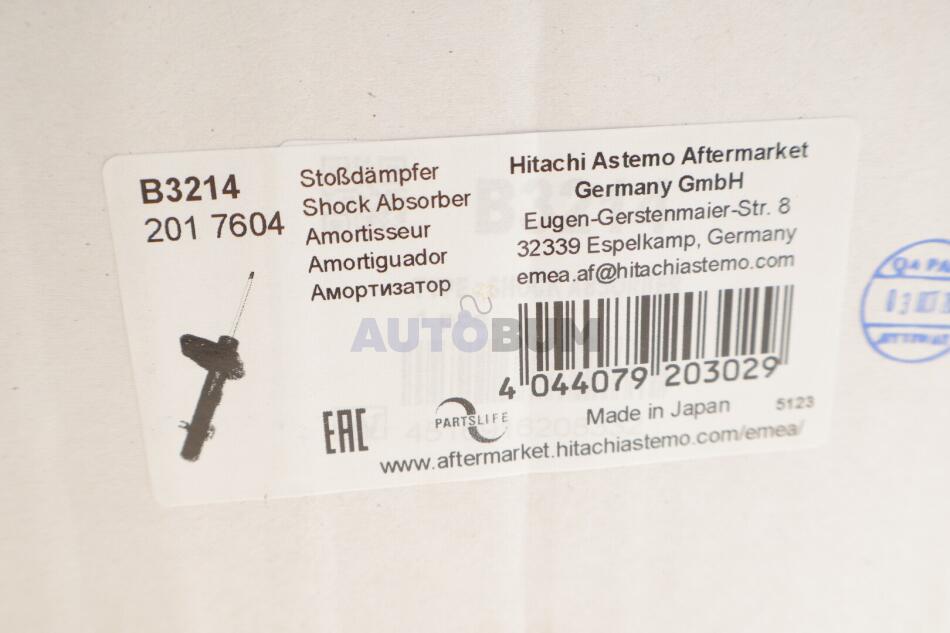 B3214
201 7604
Stoßdämpfer
Shock Absorber
Amortisseur
Amortiguador
Амортизатор
Hitachi Astemo Aftermarket
Germany GmbH
Eugen-Gerstenmaier-Str. 8
32339 Espelkamp, Germany
emea.af@hitachiastemo.com
AUTOBUM
4 044079 203029
EAC
PARTSLIFE
Made in Japan
5123
www.aftermarket.hitachiastemo.com/emea/